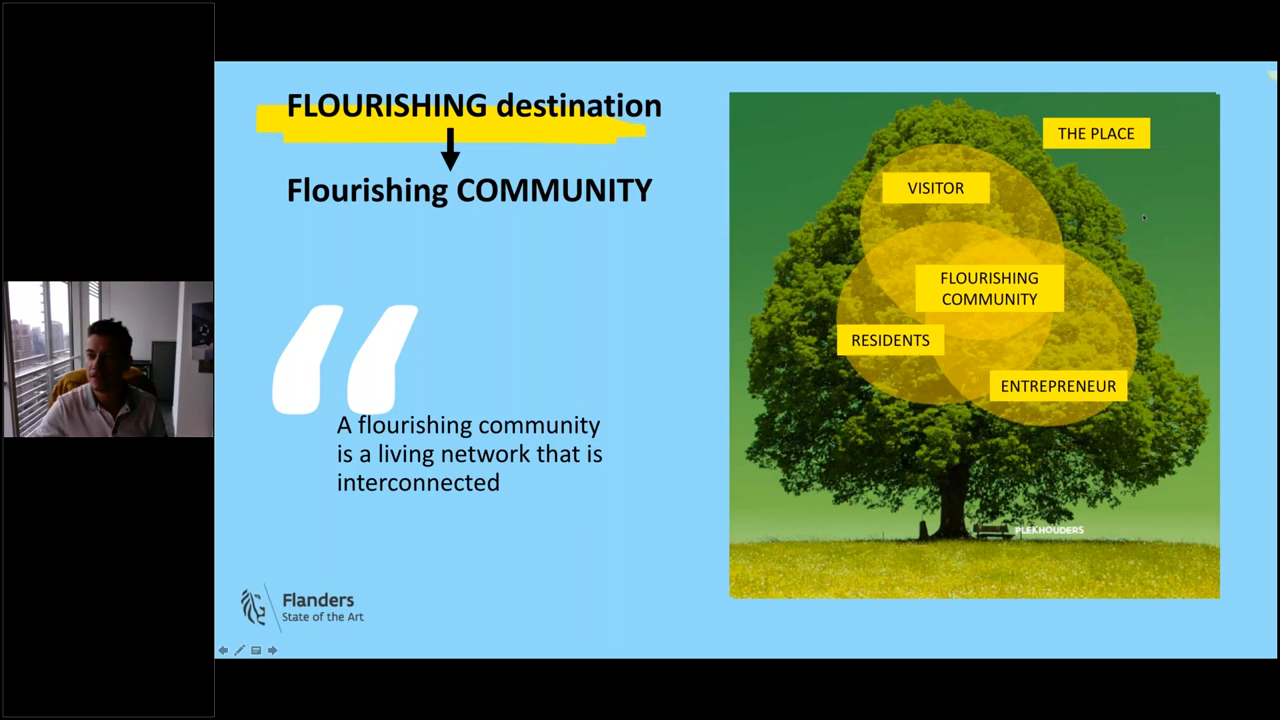 FLOURISHING destination
Flourishing COMMUNITY
A flourishing community
is a living network that is
interconnected
Flanders
State of the Art
THE PLACE
VISITOR
FLOURISHING
COMMUNITY
RESIDENTS
ENTREPRENEUR
PLEKHOUDERS